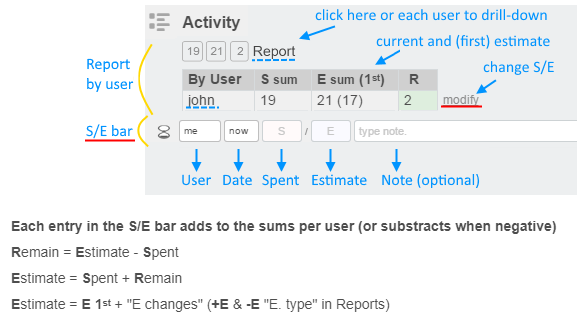 Activity
click here or each user to drill-down
19 21 2 Report
current and (first) estimate
Report
by user
change S/E
By User S sum E sum (1st) R
john 19 21 (17) 2 modify
S/E bar
me now S / E type note.
User Date Spent Estimate Note (optional)
Each entry in the S/E bar adds to the sums per user (or substracts when negative)
Remain = Estimate - Spent
Estimate = Spent + Remain
Estimate = E 1st + "E changes" (+E & -E "E. type" in Reports)